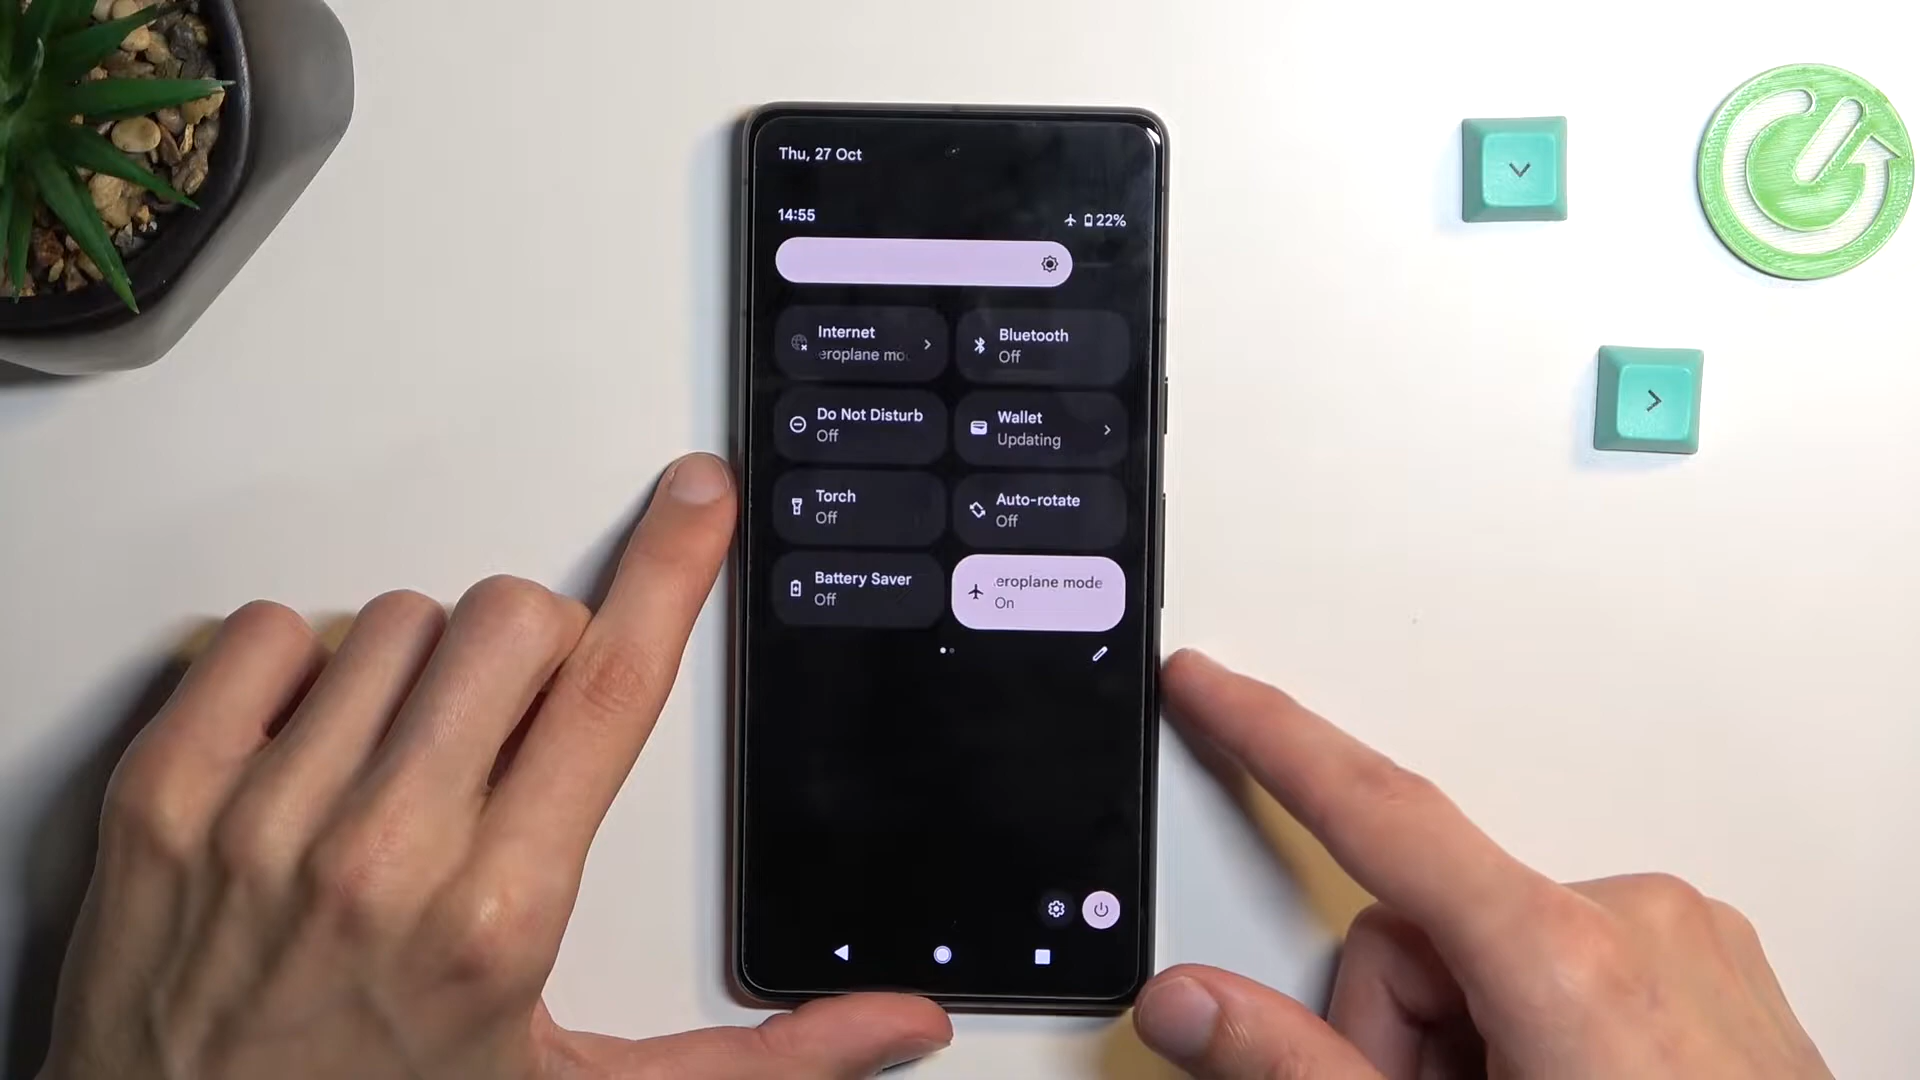 Thu, 27 Oct
14:55
22%
Internet
eroplane mo
Bluetooth
Off
Do Not Disturb
Off
Wallet
Updating
Torch
Off
Auto-rotate
Off
Battery Saver
Off
eroplane mode
On